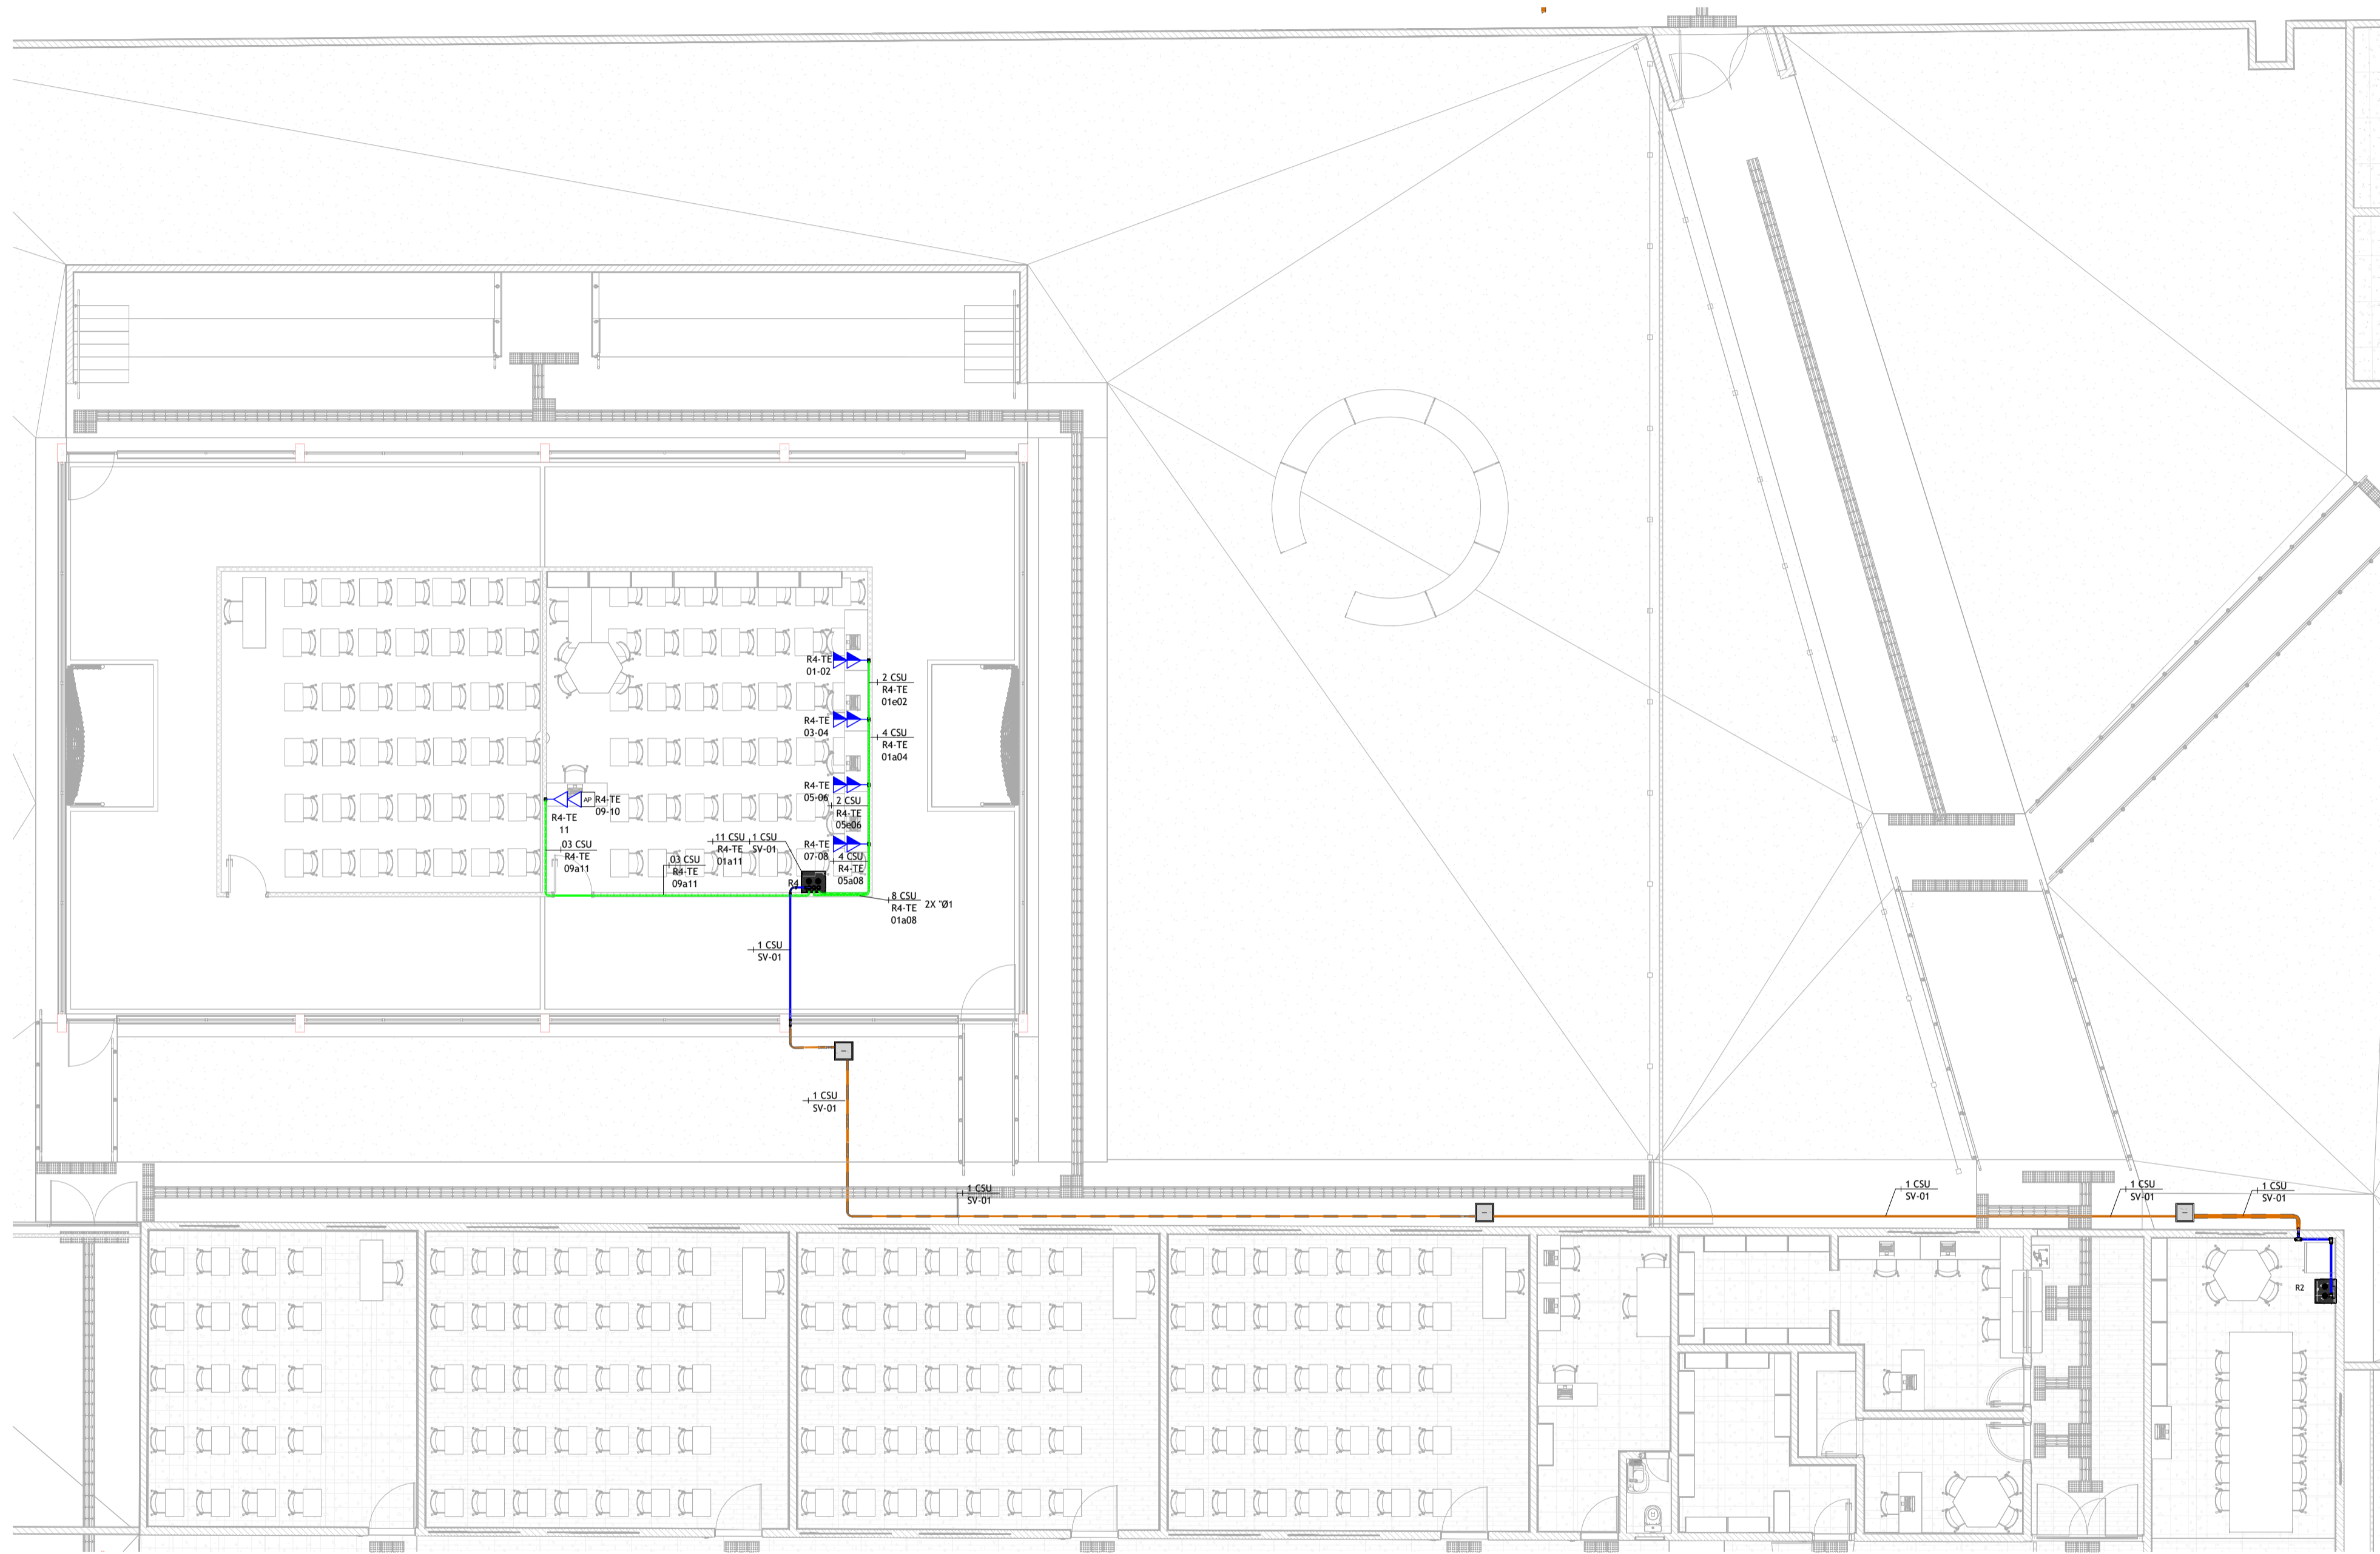 R4-TE
01-02
2 CSU
R4-TE
01e02
R4-TE
03-04
4 CSU
R4-TE
01a04
R4-TE
05-06
2 CSU
R4-TE
05e06
AP
R4-TE
09-10
R4-TE
11
R4-TE
07-08
4 CSU
R4-TE
05a08
11 CSU
R4-TE
01a11
1 CSU
SV-01
03 CSU
R4-TE
09a11
03 CSU
R4-TE
09a11
R4
8 CSU
R4-TE
01a08
2X "Ø1
1 CSU
SV-01
1 CSU
SV-01
1 CSU
SV-01
1 CSU
SV-01
1 CSU
SV-01
1 CSU
SV-01
R2